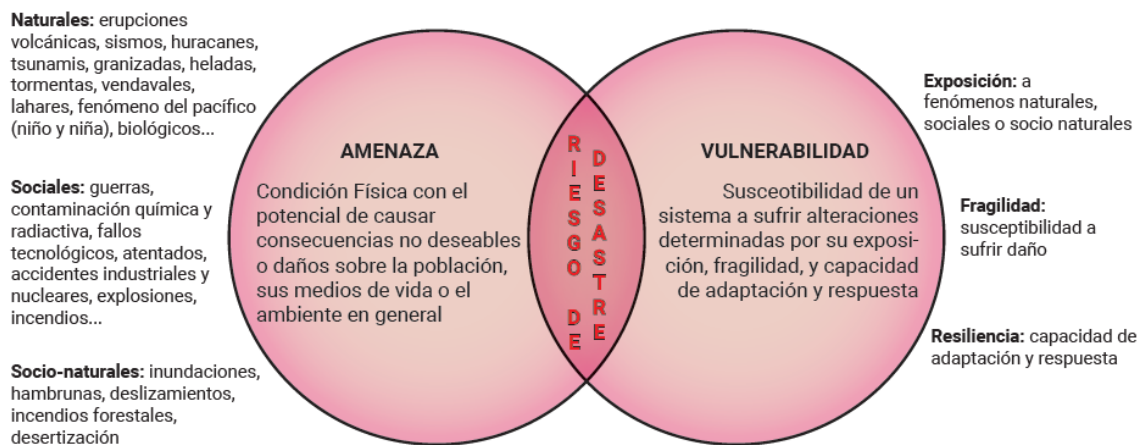 Naturales: erupciones
volcánicas, sismos, huracanes,
tsunamis, granizadas, heladas,
tormentas, vendavales,
lahares, fenómeno del pacífico
(niño y niña), biológicos...
Sociales: guerras,
contaminación química y
radiactiva, fallos
tecnológicos, atentados,
accidentes industriales y
nucleares, explosiones,
incendios...
Socio-naturales: inundaciones,
hambrunas, deslizamientos,
incendios forestales,
desertización
AMENAZA
Condición Física con el
potencial de causar
consecuencias no deseables
o daños sobre la población,
sus medios de vida o el
ambiente en general
RIESGO DE
DESASTRE
VULNERABILIDAD
Susceotibilidad de un
sistema a sufrir alteraciones
determinadas por su exposi-
ción, fragilidad, y capacidad
de adaptación y respuesta
Exposición: a
fenómenos naturales,
sociales o socio naturales
Fragilidad:
susceptibilidad a
sufrir daño
Resiliencia: capacidad de
adaptación y respuesta